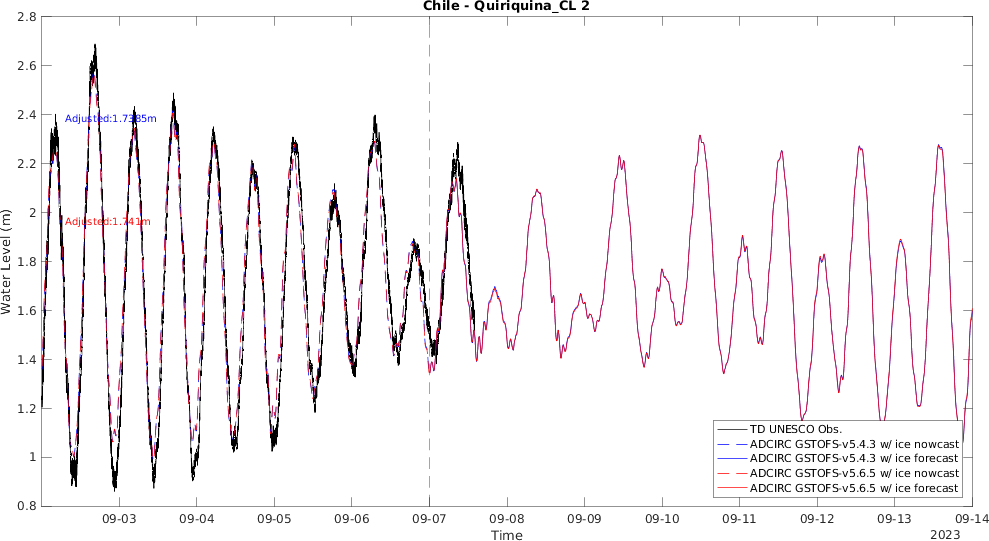 Chile - Quiriquina_CL 2
2.8
2.6
2.4
2.2
2
1.8
1.6
1.4
1.2
1
0.8
Water Level (m)
Adjusted:1.7385m
Adjusted:1.741m
TD UNESCO Obs.
ADCIRC GSTOFS-v5.4.3 w/ ice nowcast
ADCIRC GSTOFS-v5.4.3 w/ ice forecast
ADCIRC GSTOFS-v5.6.5 w/ ice nowcast
ADCIRC GSTOFS-v5.6.5 w/ ice forecast
09-03 09-04 09-05 09-06 09-07 09-08 09-09 09-10 09-11 09-12 09-13 09-14
Time
2023